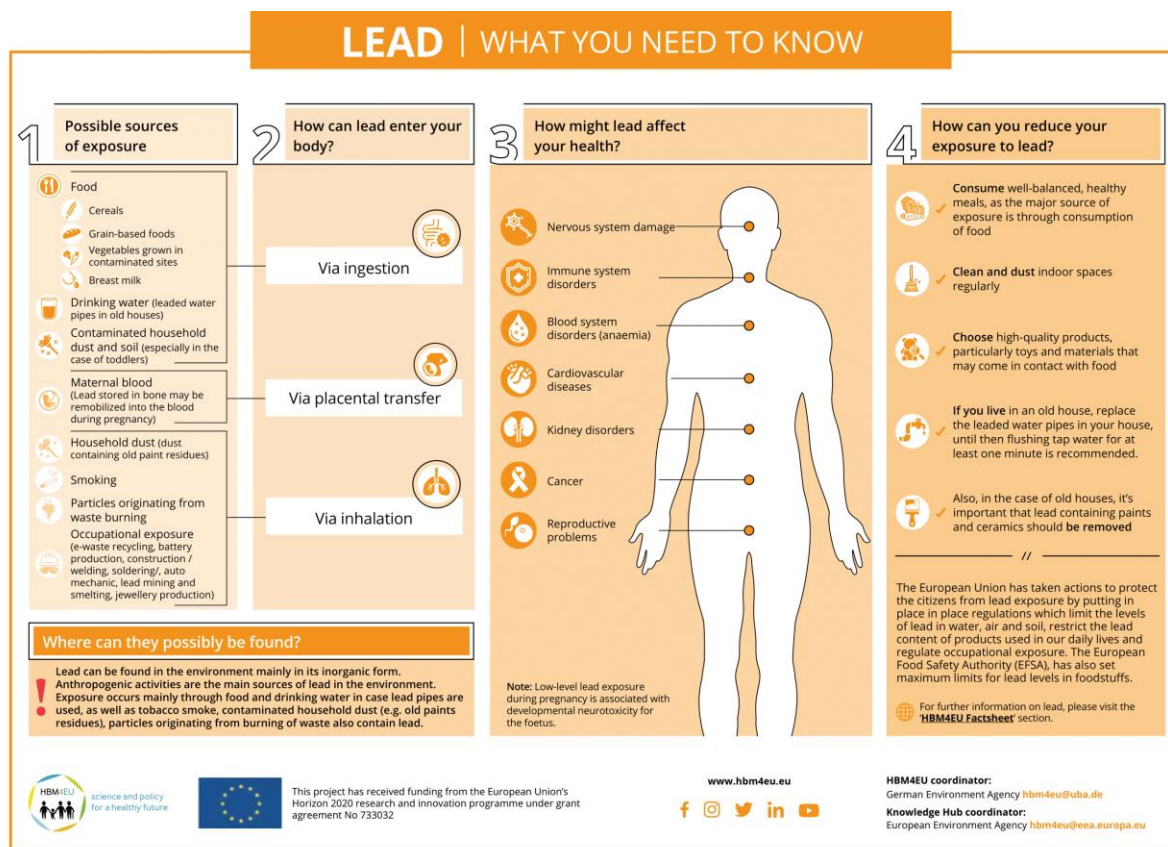 LEAD | WHAT YOU NEED TO KNOW
1
Possible sources
of exposure
Food
Cereals
Grain-based foods
Vegetables grown in
contaminated sites
Breast milk
Drinking water (leaded water
pipes in old houses)
Contaminated household
dust and soil (especially in the
case of toddlers)
Maternal blood
(Lead stored in bone may be
remobilized into the blood
during pregnancy)
Household dust (dust
containing old paint residues)
Smoking
Particles originating from
waste burning
Occupational exposure
(e-waste recycling, battery
production, construction /
welding, soldering/, auto
mechanic, lead mining and
smelting, jewellery production)
2
How can lead enter your
body?
Via ingestion
Via placental transfer
Via inhalation
Where can they possibly be found?
!
Lead can be found in the environment mainly in its inorganic form.
Anthropogenic activities are the main sources of lead in the environment.
Exposure occurs mainly through food and drinking water in case lead pipes are
used, as well as tobacco smoke, contaminated household dust (e.g. old paints
residues), particles originating from burning of waste also contain lead.
3
How might lead affect
your health?
Nervous system damage
Immune system
disorders
Blood system
disorders (anaemia)
Cardiovascular
diseases
Kidney disorders
Cancer
Reproductive
problems
Note: Low-level lead exposure
during pregnancy is associated with
developmental neurotoxicity for
the foetus.
4
How can you reduce your
exposure to lead?
Consume well-balanced, healthy
meals, as the major source of
exposure is through consumption
of food
Clean and dust indoor spaces
regularly
Choose high-quality products,
particularly toys and materials that
may come in contact with food
If you live in an old house, replace
the leaded water pipes in your house,
until then flushing tap water for at
least one minute is recommended.
Also, in the case of old houses, it's
important that lead containing paints
and ceramics should be removed
//
The European Union has taken actions to protect
the citizens from lead exposure by putting in
place in place regulations which limit the levels
of lead in water, air and soil, restrict the lead
content of products used in our daily lives and
regulate occupational exposure. The European
Food Safety Authority (EFSA), has also set
maximum limits for lead levels in foodstuffs.
For further information on lead, please visit the
'HBM4EU Factsheet' section.
HBM4EU
science and policy
for a healthy future
This project has received funding from the European Union's
Horizon 2020 research and innovation programme under grant
agreement No 733032
www.hbm4eu.eu
HBM4EU coordinator:
German Environment Agency hbm4eu@uba.de
Knowledge Hub coordinator:
European Environment Agency hbm4eu@eea.europa.eu